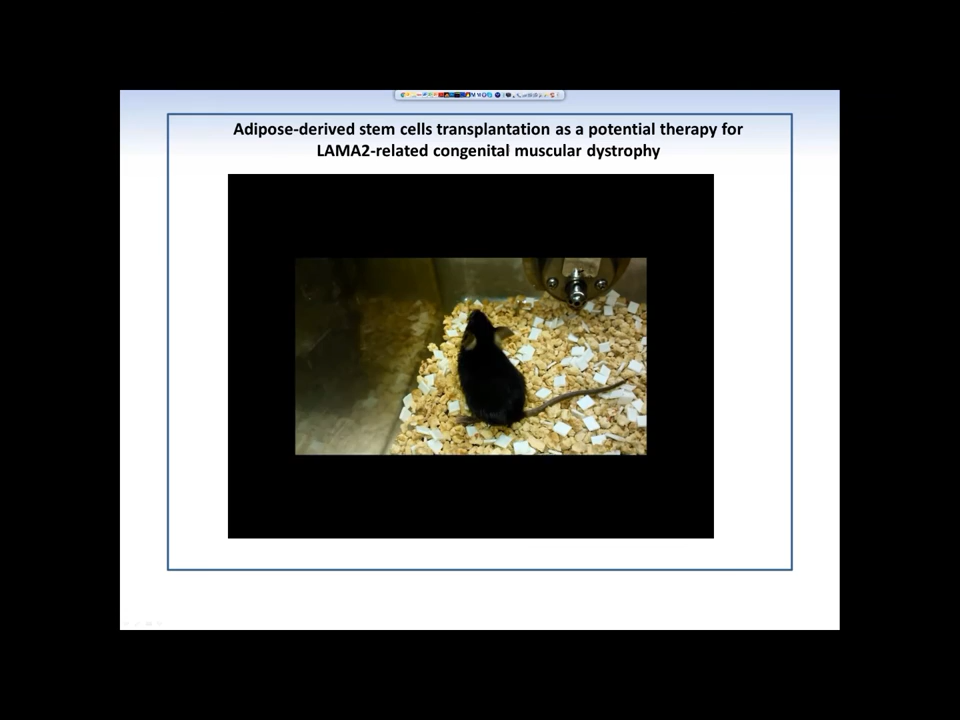 Adipose-derived stem cells transplantation as a potential therapy for
LAMA2-related congenital muscular dystrophy